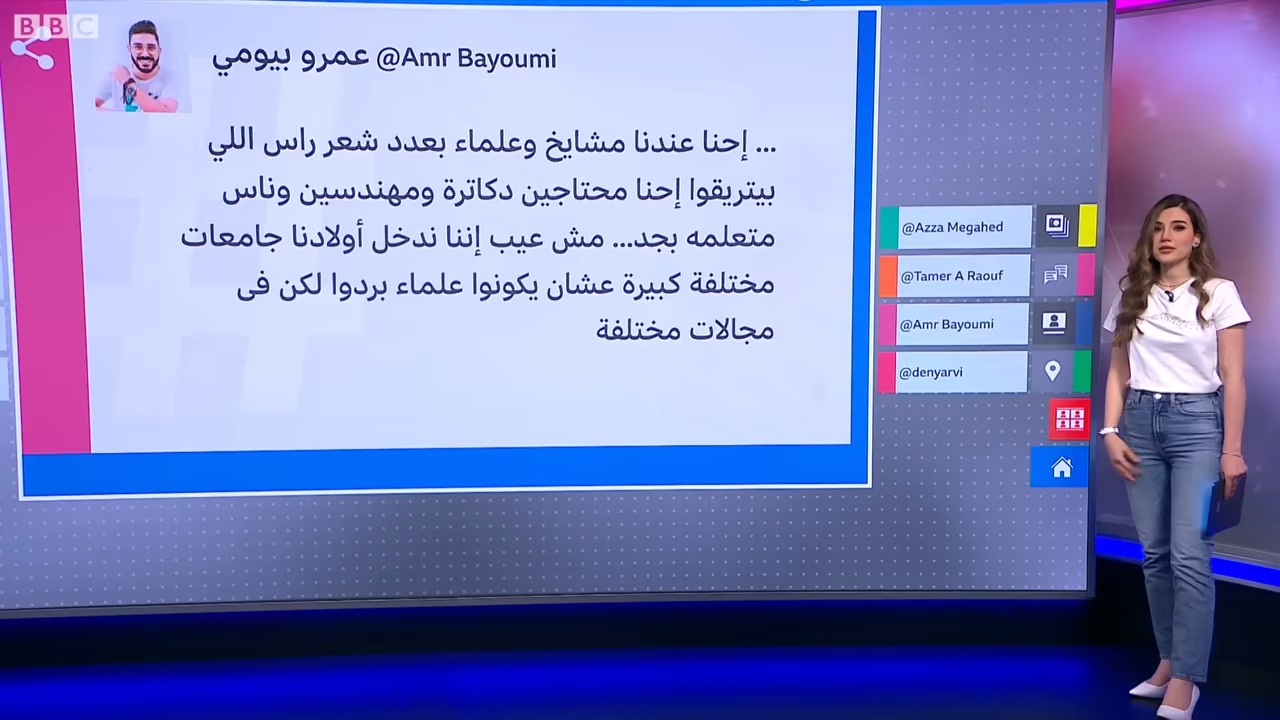 BBC
عمرو بيومي @Amr Bayoumi
... إحنا عندنا مشايخ وعلماء بعدد شعر راس اللي
بيتريقوا إحنا محتاجين دكاترة ومهندسين وناس
متعلمه بجد... مش عيب إننا ندخل أولادنا جامعات
مختلفة كبيرة عشان يكونوا علماء بردوا لكن فى
مجالات مختلفة
@Azza Megahed
@Tamer A Raouf
@Amr Bayoumi
@denyarvi